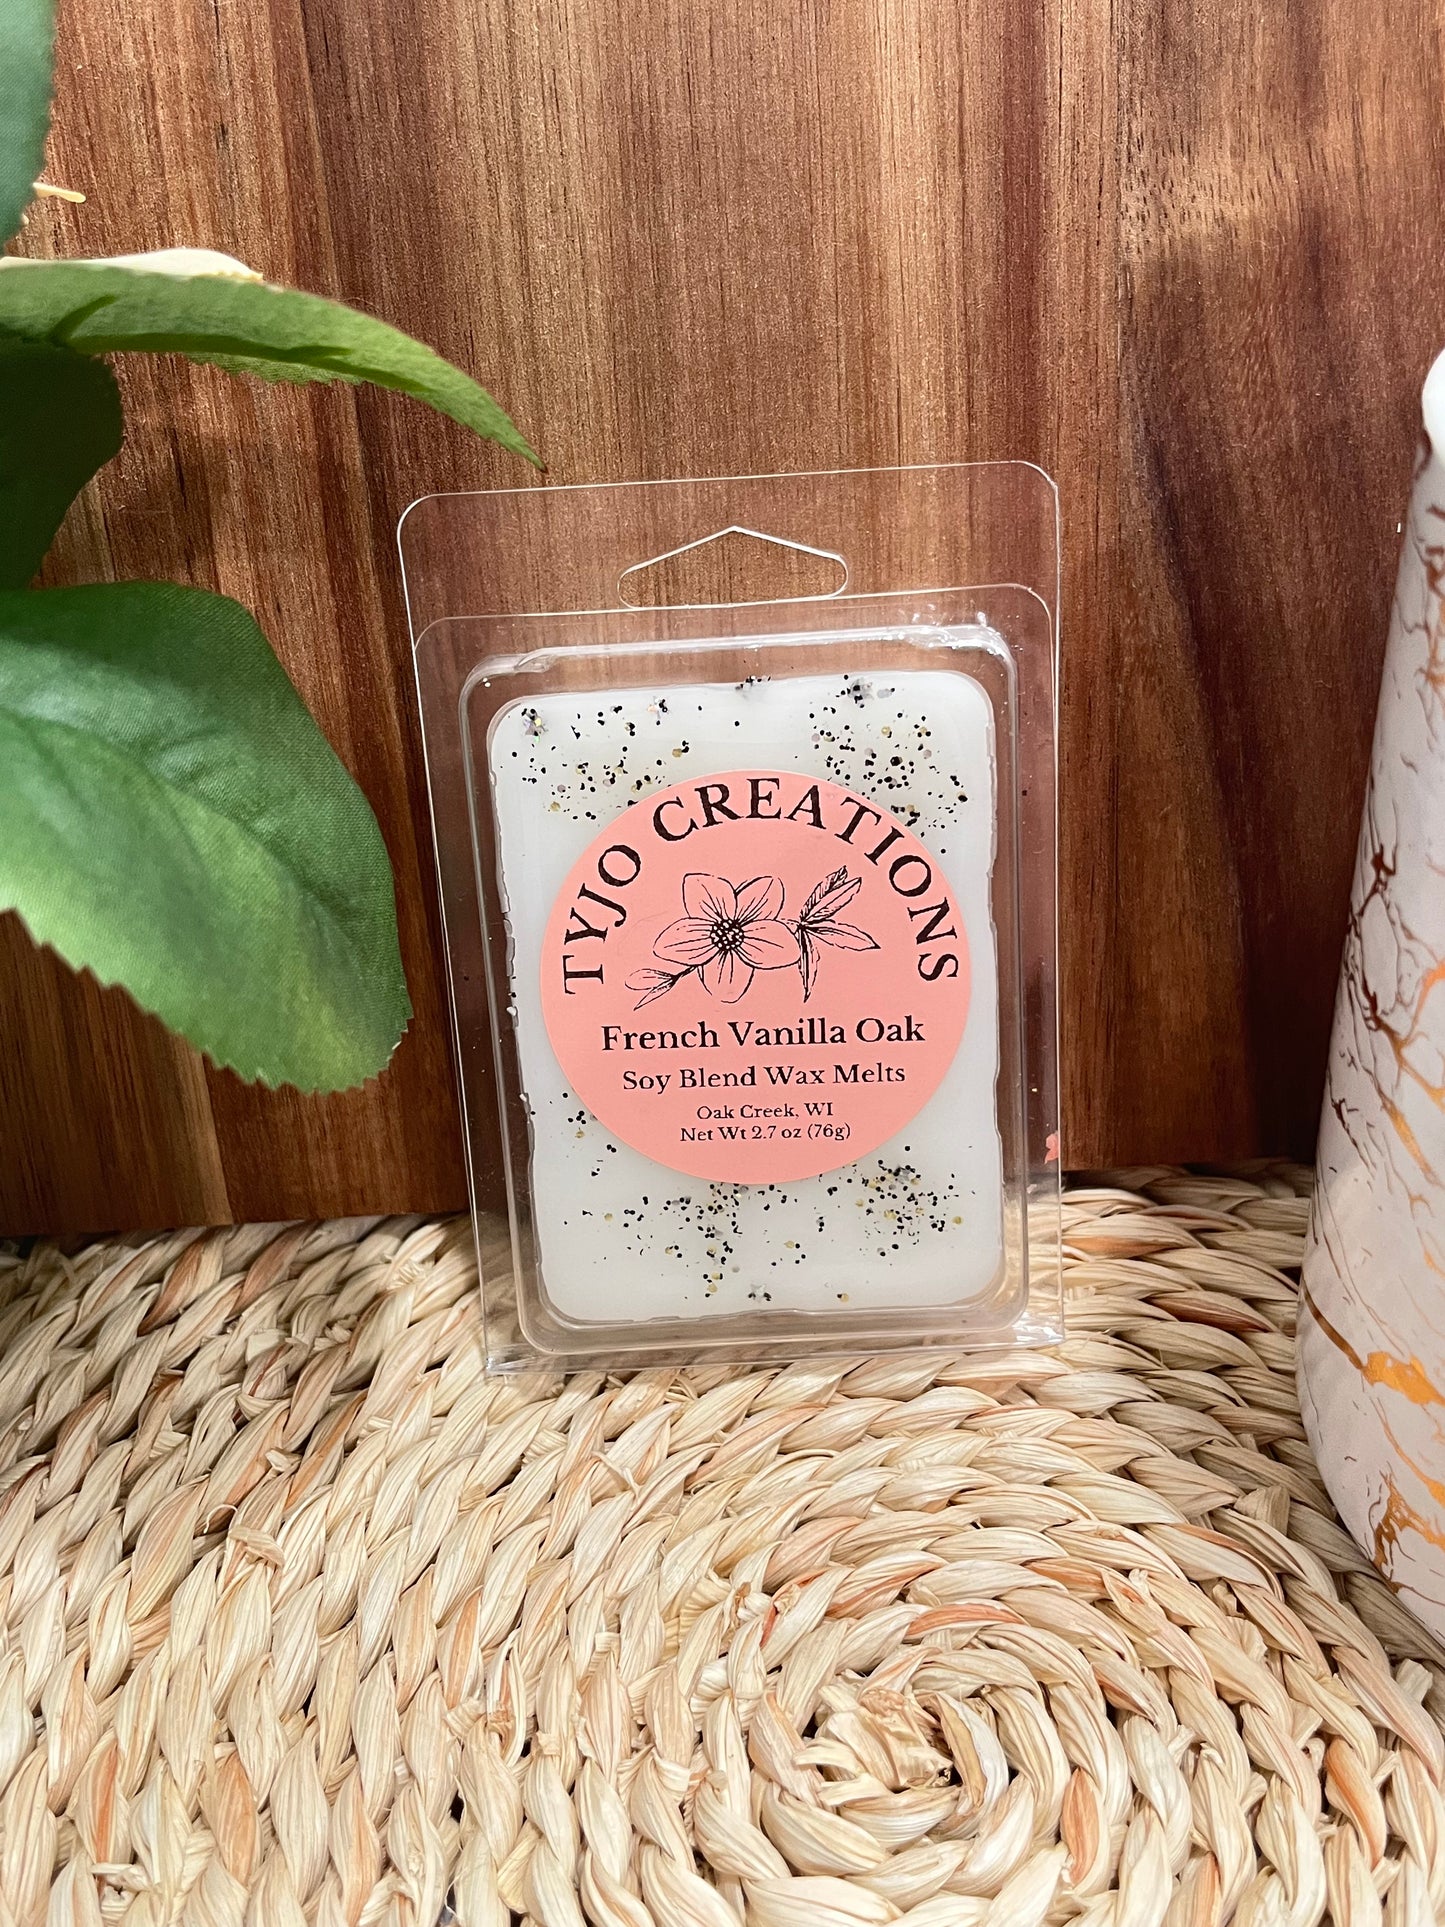 TYJO CREATIONS
French Vanilla Oak
Soy Blend Wax Melts
Oak Creek, WI
Net Wt 2.7 oz (76g)